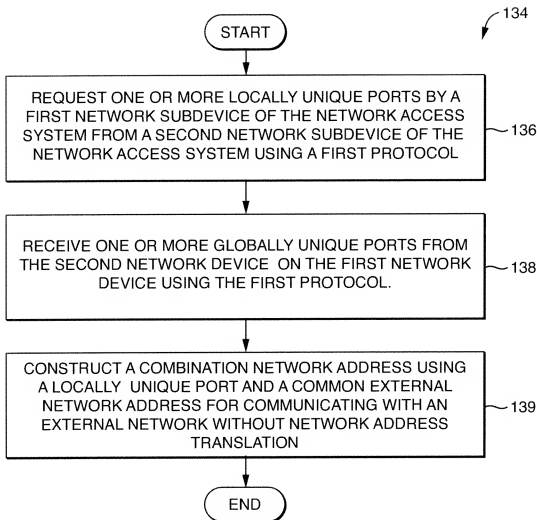 134
START
REQUEST ONE OR MORE LOCALLY UNIQUE PORTS BY A
FIRST NETWORK SUBDEVICE OF THE NETWORK ACCESS
SYSTEM FROM A SECOND NETWORK SUBDEVICE OF THE
NETWORK ACCESS SYSTEM USING A FIRST PROTOCOL
136
RECEIVE ONE OR MORE GLOBALLY UNIQUE PORTS FROM
THE SECOND NETWORK DEVICE ON THE FIRST NETWORK
DEVICE USING THE FIRST PROTOCOL.
138
CONSTRUCT A COMBINATION NETWORK ADDRESS USING
A LOCALLY UNIQUE PORT AND A COMMON EXTERNAL
NETWORK ADDRESS FOR COMMUNICATING WITH AN
EXTERNAL NETWORK WITHOUT NETWORK ADDRESS
TRANSLATION
139
END